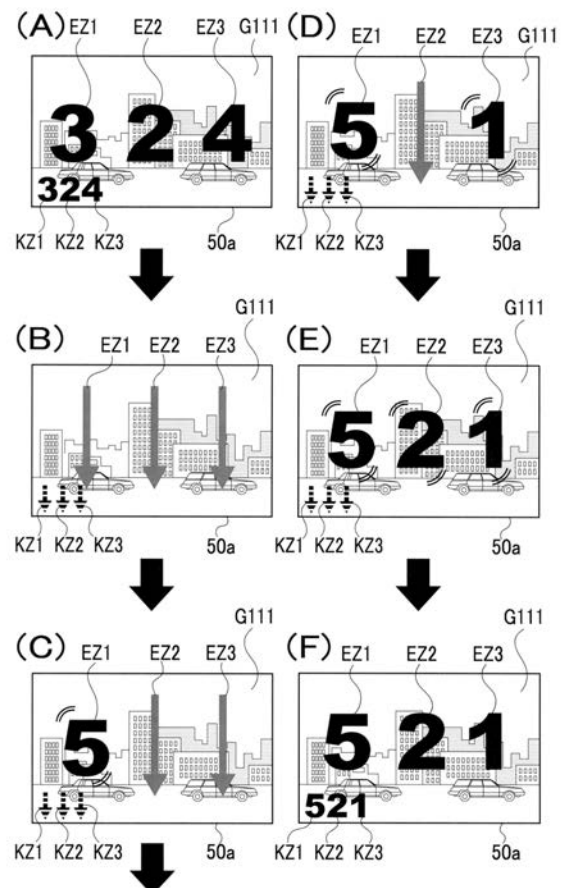 (A) EZ1 EZ2 EZ3 G111
3 2 4
324
KZ1 KZ2 KZ3 50a
(B) EZ1 EZ2 EZ3 G111
KZ1 KZ2 KZ3 50a
(C) EZ1 EZ2 EZ3 G111
5
KZ1 KZ2 KZ3 50a
(D) EZ1 EZ2 EZ3 G111
5 1
KZ1 KZ2 KZ3 50a
(E) EZ1 EZ2 EZ3 G111
5 2 1
KZ1 KZ2 KZ3 50a
(F) EZ1 EZ2 EZ3 G111
5 2 1
521
KZ1 KZ2 KZ3 50a